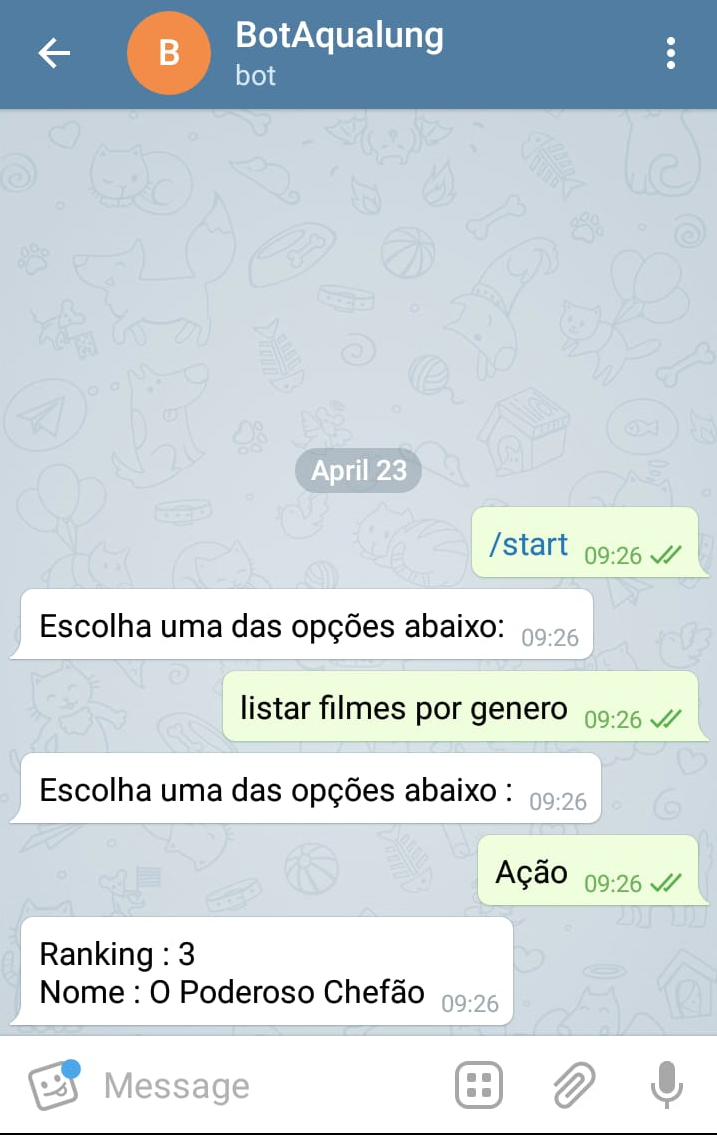 B
BotAqualung
bot
April 23
/start 09:26
Escolha uma das opções abaixo: 09:26
listar filmes por genero 09:26
Escolha uma das opções abaixo : 09:26
Ação 09:26
Ranking : 3
Nome : O Poderoso Chefão 09:26
Message